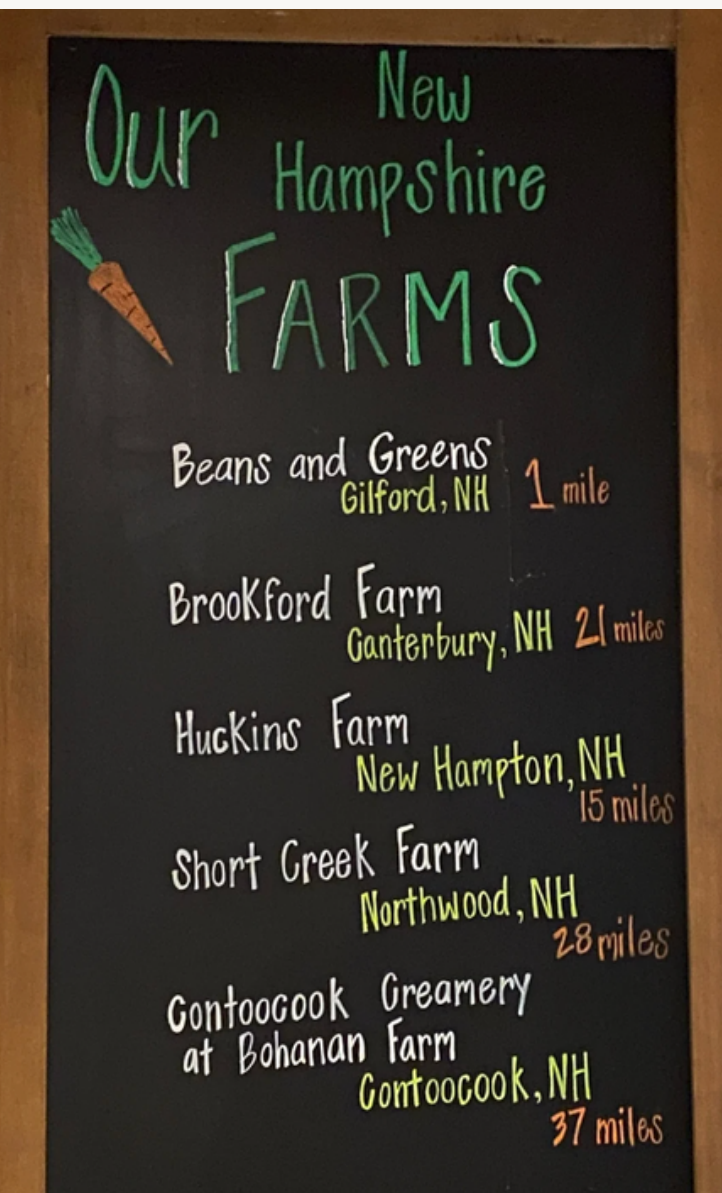 Our New
Hampshire
FARMS
Beans and Greens
Gilford, NH 1 mile
Brookford Farm
Canterbury, NH 21 miles
Huckins Farm
New Hampton, NH
15 miles
Short Creek Farm
Northwood, NH
28 miles
Contoocook Creamery
at Bohanan Farm
Contoocook, NH
37 miles